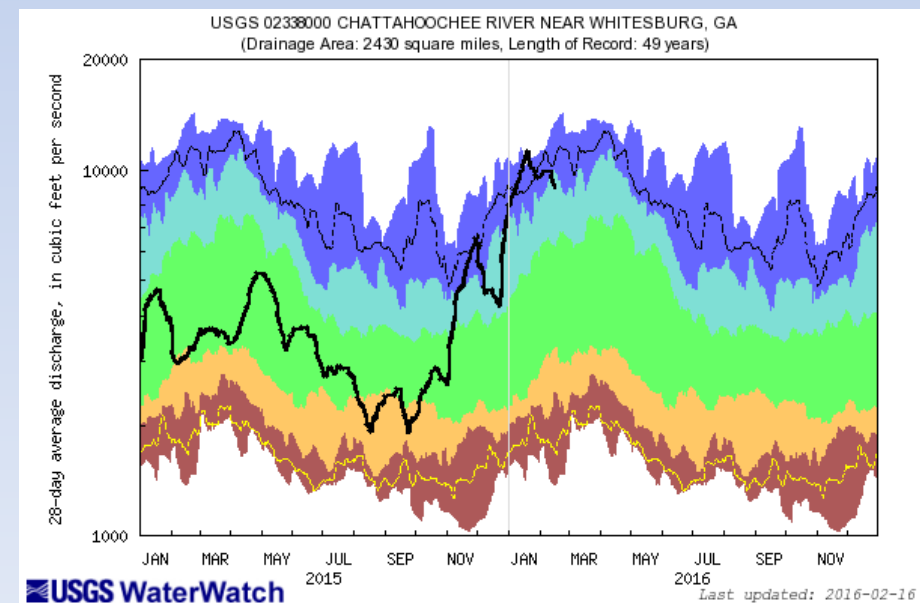 USGS 02338000 CHATTAHOOCHEE RIVER NEAR WHITESBURG, GA
(Drainage Area: 2430 square miles, Length of Record: 49 years)
28-day average discharge, in cubic feet per second
20000
10000
1000
JAN MAR MAY JUL SEP NOV JAN MAR MAY JUL SEP NOV
2015 2016
USGS WaterWatch
Last updated: 2016-02-16